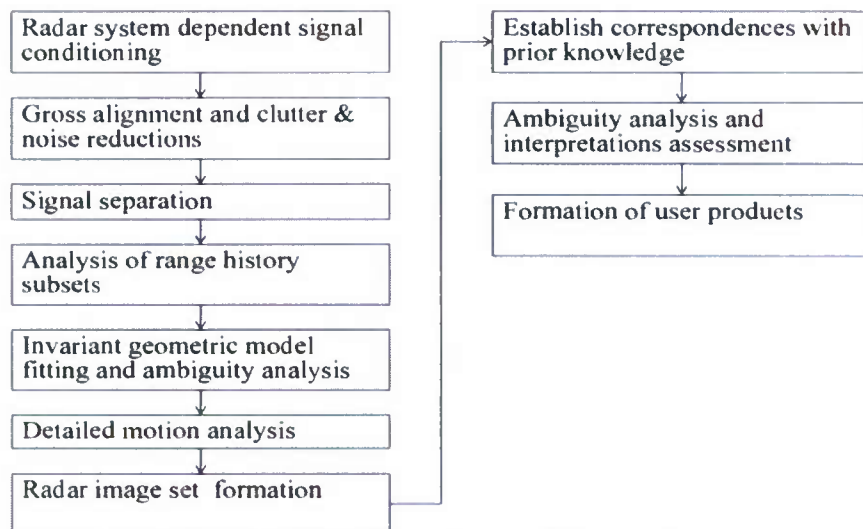 Radar system dependent signal
conditioning
Gross alignment and clutter &
noise reductions
Signal separation
Analysis of range history
subsets
Invariant geometric model
fitting and ambiguity analysis
Detailed motion analysis
Radar image set formation
Establish correspondences with
prior knowledge
Ambiguity analysis and
interpretations assessment
Formation of user products